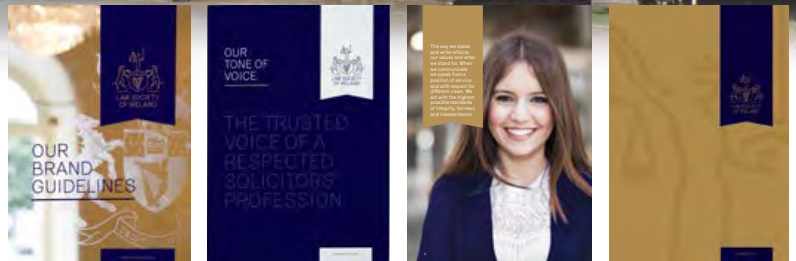 OUR
BRAND
GUIDELINES
LAW SOCIETY
OF IRELAND
OUR
TONE OF
VOICE
LAW SOCIETY
OF IRELAND
THE TRUSTED
VOICE OF A
RESPECTED
SOLICITORS'
PROFESSION
The way we speak
and write reflects
our values and what
we stand for. When
we communicate
we speak from a
position of service
and with respect for
different views. We
act with the highest
possible standards
of integrity, fairness
and independence.
LAW SOCIETY
OF IRELAND